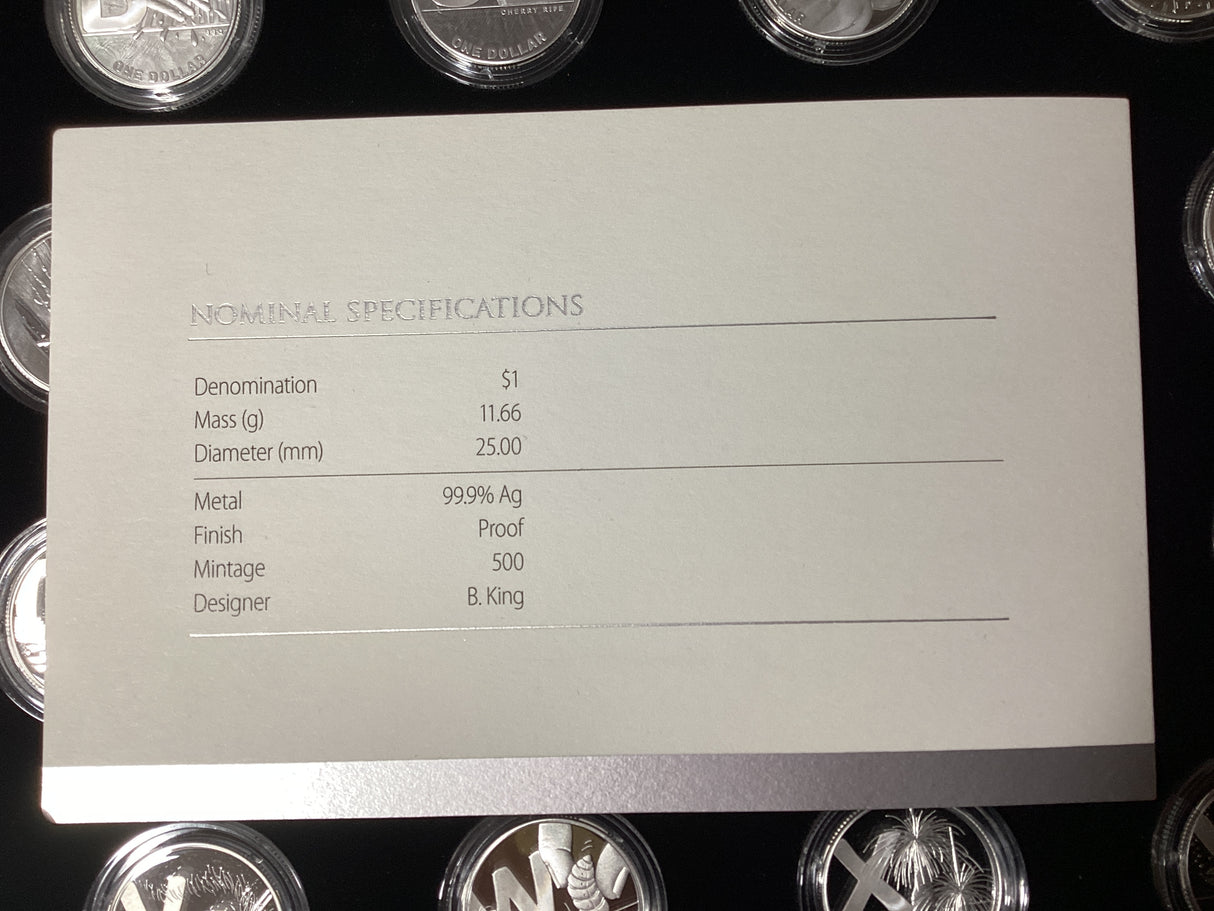 ONE DOLLAR
CHERRY RIPE
ONE DOLLAR
NOMINAL SPECIFICATIONS
Denomination $1
Mass (g) 11.66
Diameter (mm) 25.00
Metal 99.9% Ag
Finish Proof
Mintage 500
Designer B. King
X